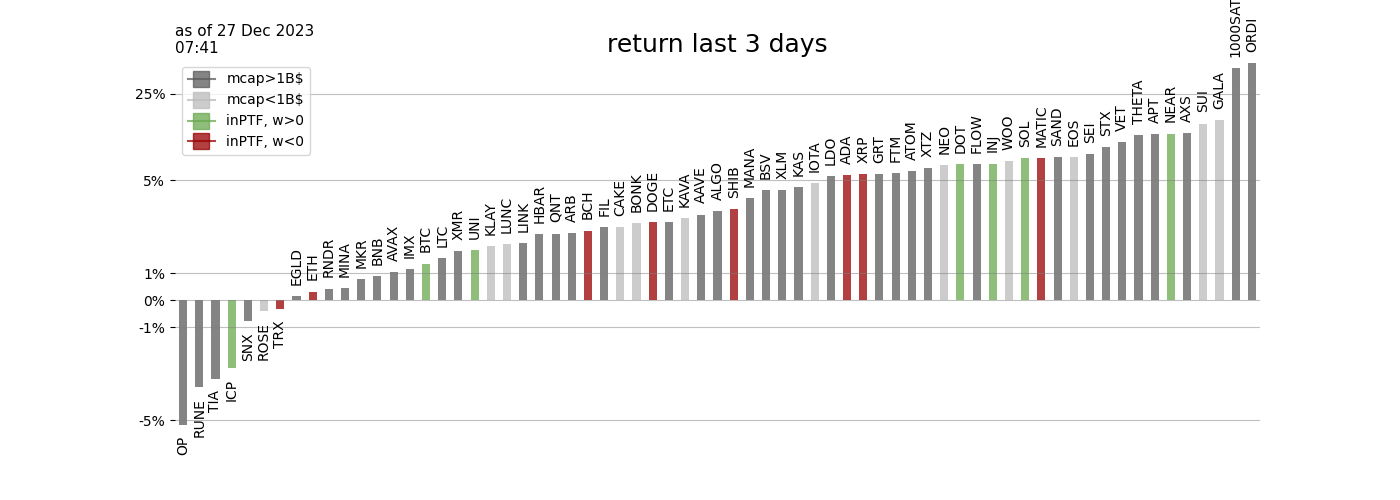 as of 27 Dec 2023
07:41
return last 3 days
mcap>1B$
mcap<1B$
inPTF, w>0
inPTF, w<0
25%
5%
1%
0%
-1%
-5%
OP
RUNE
TIA
ICP
SNX
ROSE
TRX
EGLD
ETH
RNDR
MINA
MKR
BNB
AVAX
IMX
BTC
LTC
XMR
UNI
KLAY
LUNC
LINK
HBAR
QNT
ARB
BCH
FIL
CAKE
BONK
DOGE
ETC
KAVA
AAVE
ALGO
SHIB
MANA
BSV
XLM
KAS
IOTA
LDO
ADA
XRP
GRT
FTM
ATOM
XTZ
NEO
DOT
FLOW
INJ
WOO
SOL
MATIC
SAND
EOS
SEI
STX
VET
THETA
APT
NEAR
AXS
SUI
GALA
1000SAT
ORDI